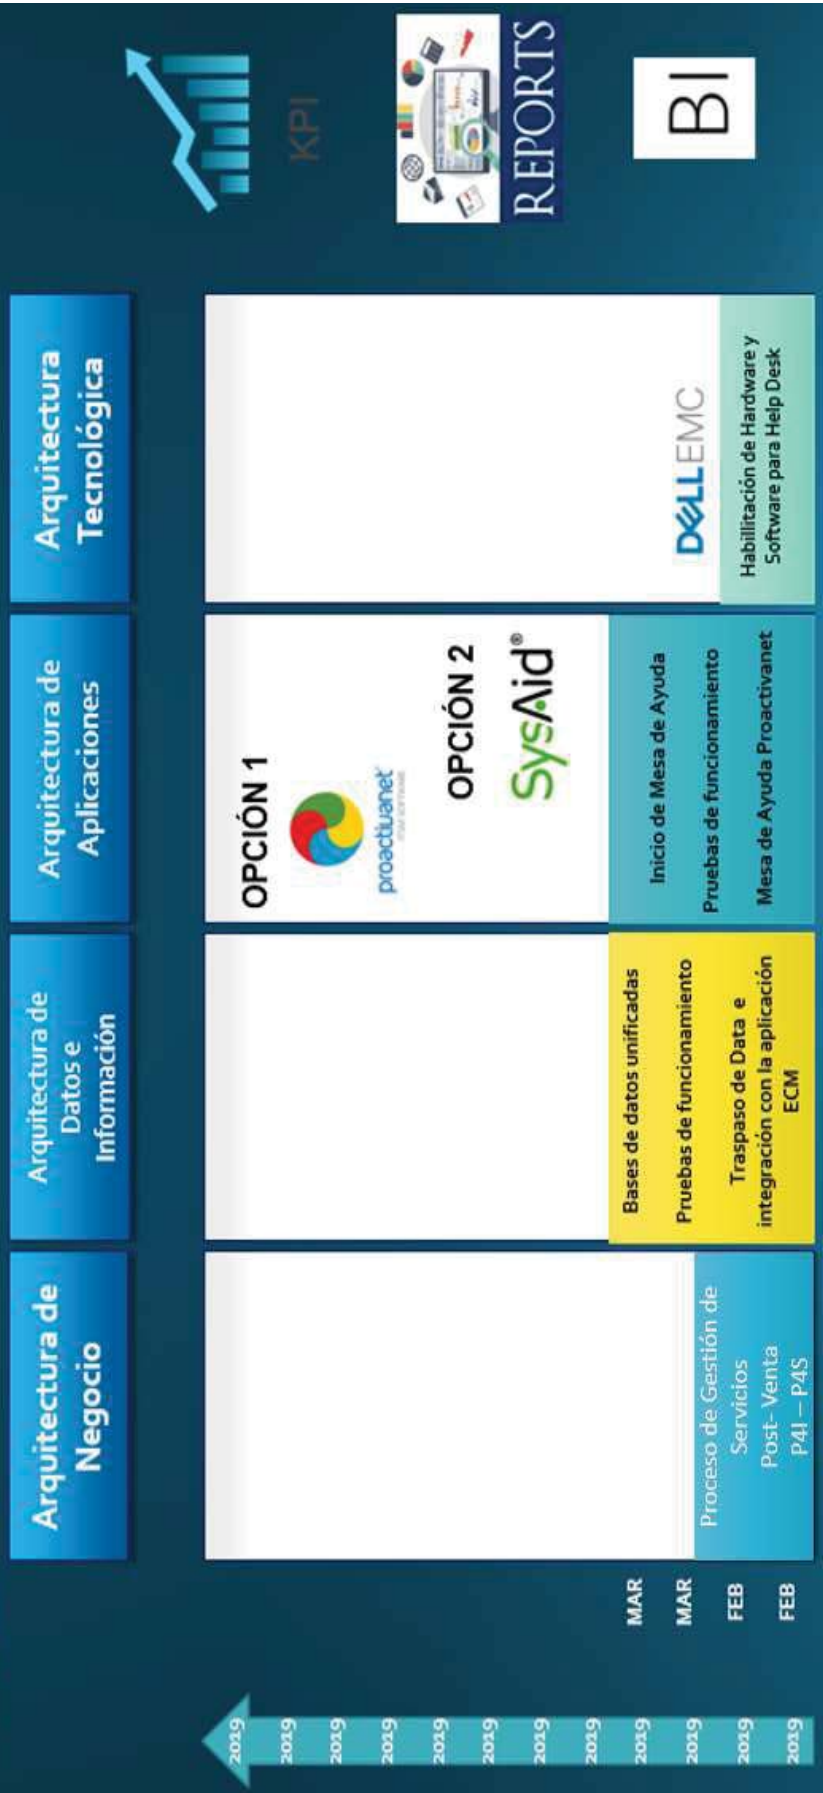 Arquitectura de
Negocio
Arquitectura de
Datos e
Información
Arquitectura de
Aplicaciones
Arquitectura
Tecnológica
KPI
REPORTS
BI
OPCIÓN 1
proactivanet
OPCIÓN 2
SysAid®
DELLEMC
2019
2019
2019
2019
2019
2019
2019
2019
2019
2019
2019
2019
MAR
MAR
FEB
FEB
Proceso de Gestión de
Servicios
Post- Venta
P4I – P4S
Bases de datos unificadas
Pruebas de funcionamiento
Traspaso de Data e
integración con la aplicación
ECM
Inicio de Mesa de Ayuda
Pruebas de funcionamiento
Mesa de Ayuda Proactivanet
Habillitación de Hardware y
Software para Help Desk